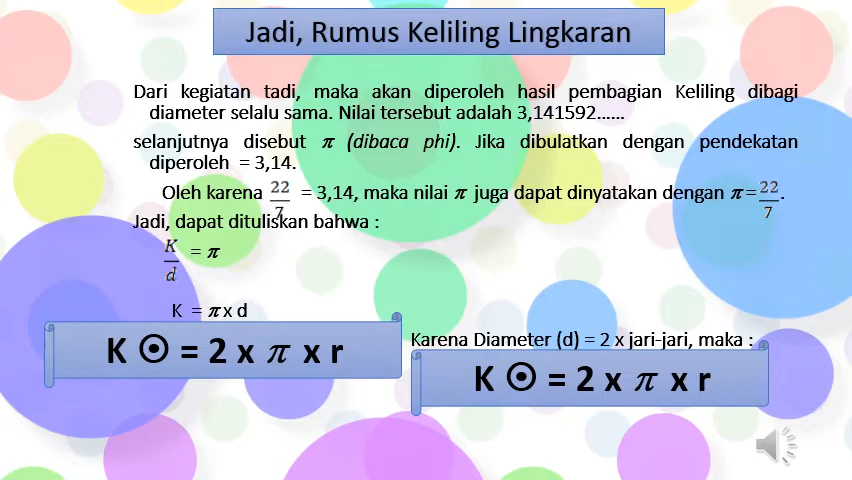 Jadi, Rumus Keliling Lingkaran
Dari kegiatan tadi, maka akan diperoleh hasil pembagian Keliling dibagi
diameter selalu sama. Nilai tersebut adalah 3,141592......
selanjutnya disebut π (dibaca phi). Jika dibulatkan dengan pendekatan
diperoleh = 3,14.
Oleh karena 22/7 = 3,14, maka nilai π juga dapat dinyatakan dengan π = 22/7.
Jadi, dapat dituliskan bahwa :
K/d = π
K = π x d
K ⊙ = 2 x π x r
Karena Diameter (d) = 2 x jari-jari, maka :
K ⊙ = 2 x π x r